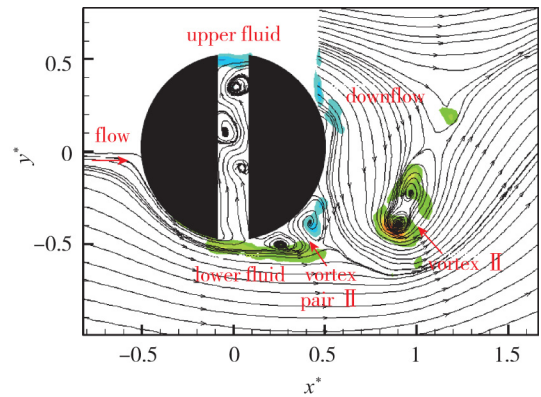 upper fluid
0.5
downflow
flow
y*
0
-0.5
lower fluid
vortex
pair II
vortex II
-0.5
0
0.5
1
1.5
x*